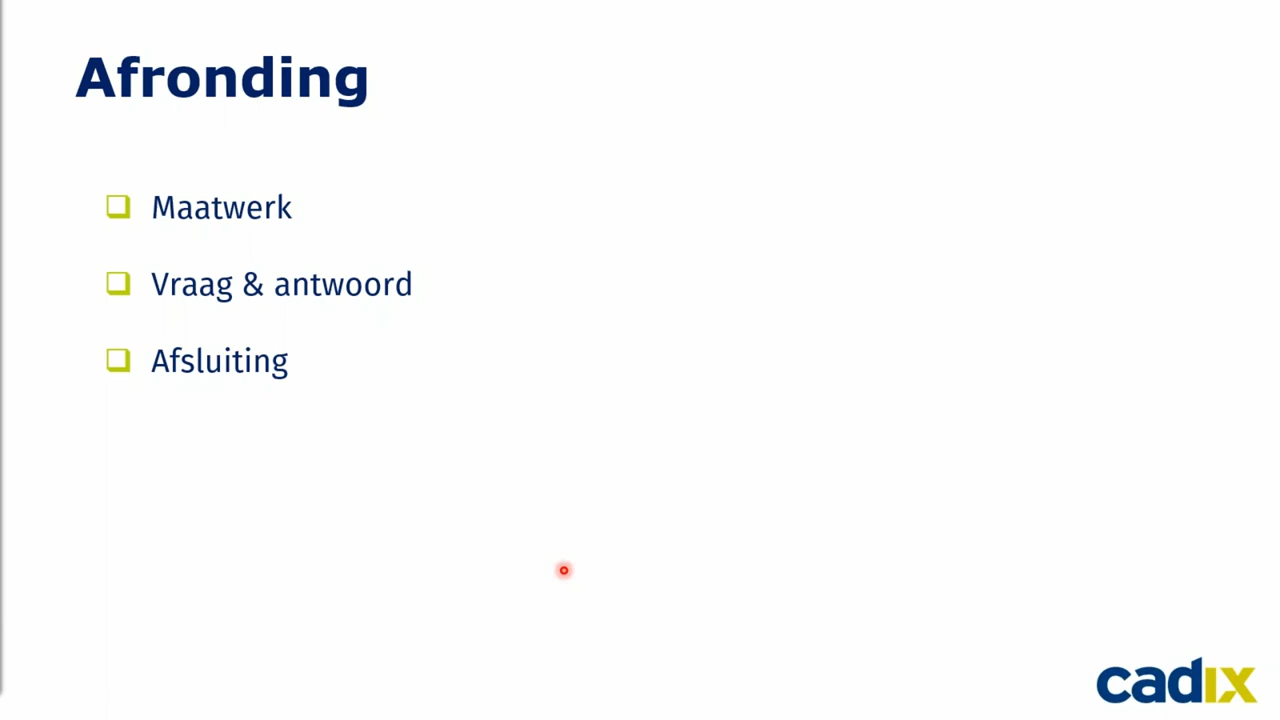 Afronding
Maatwerk
Vraag & antwoord
Afsluiting
cadix